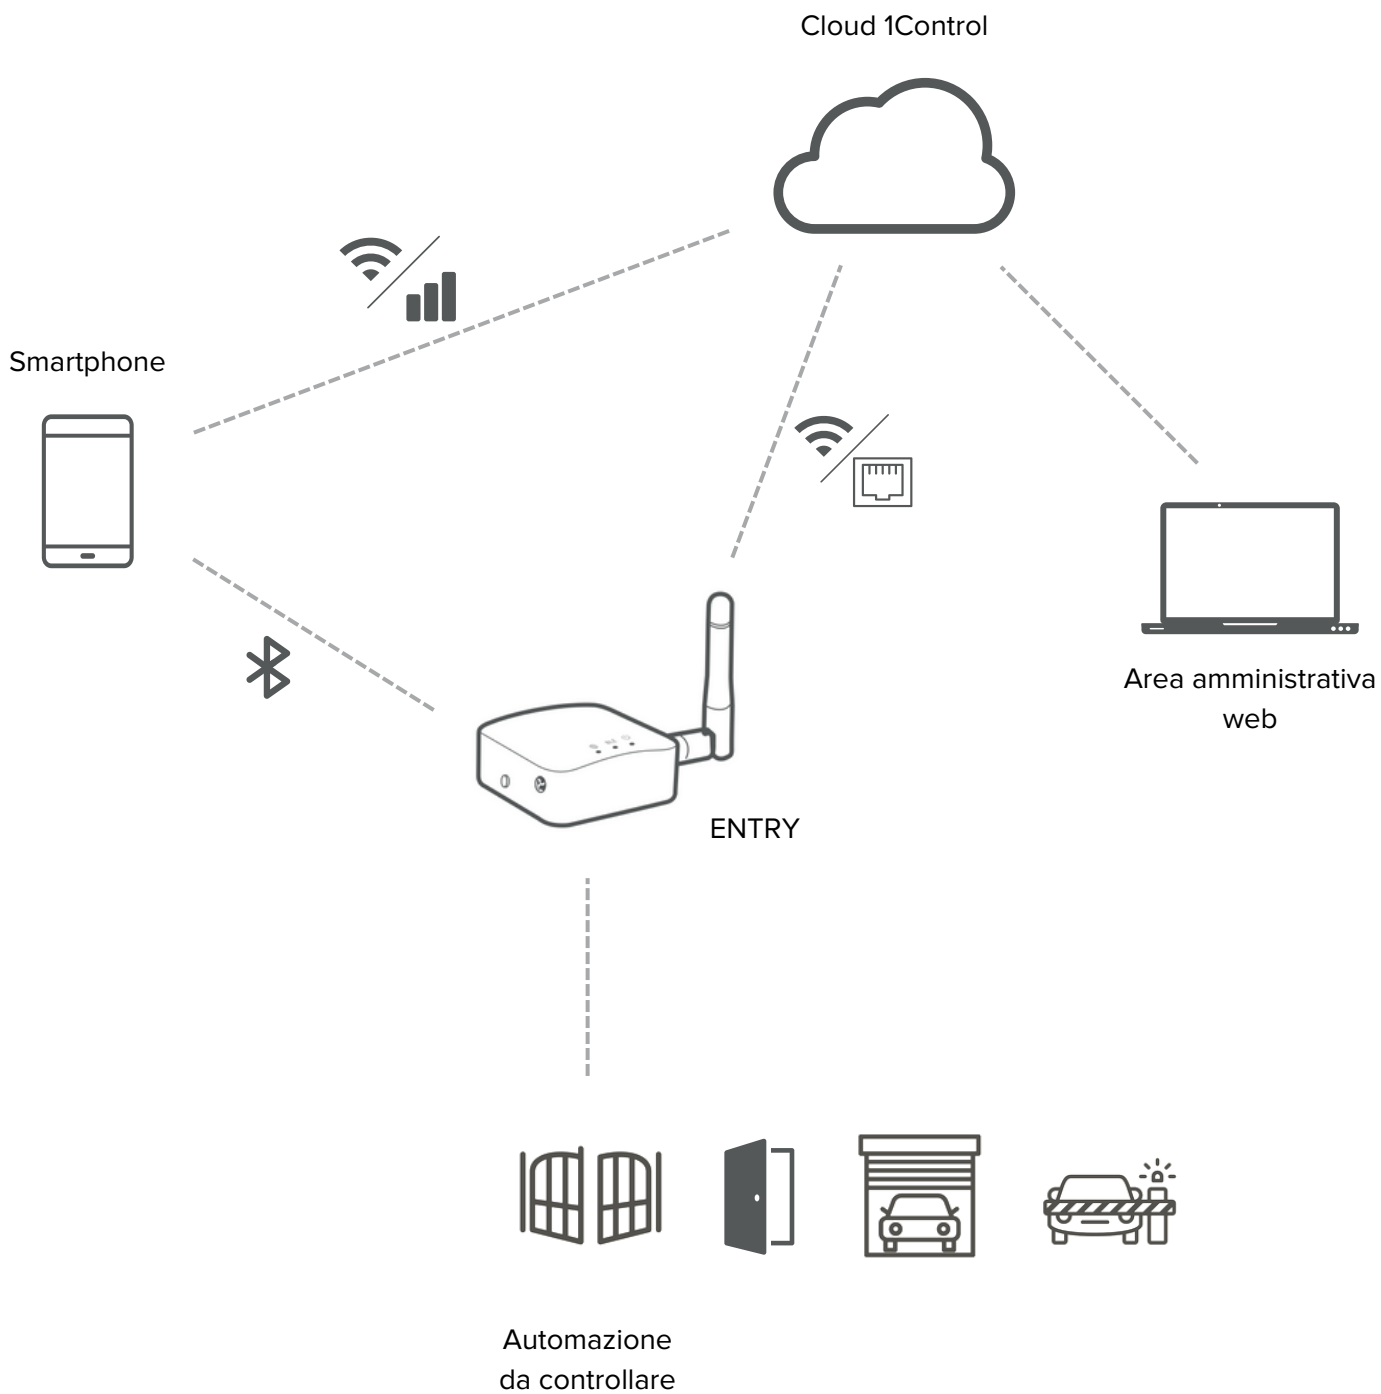 Cloud 1Control
Smartphone
Area amministrativa
web
ENTRY
Automazione
da controllare